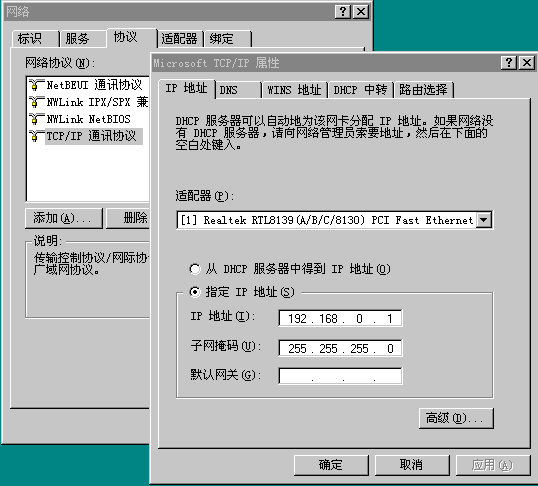 网络
标识 服务 协议 适配器 绑定
网络协议(N):
NetBEUI 通讯协议
NWLink IPX/SPX 兼
NWLink NetBIOS
TCP/IP 通讯协议
添加(A)... 删除
说明:
传输控制协议/网际协
广域网协议。
Microsoft TCP/IP 属性
IP 地址 DNS WINS 地址 DHCP 中转 路由选择
DHCP 服务器可以自动地为该网卡分配 IP 地址。如果网络没
有 DHCP 服务器，请向网络管理员索要地址，然后在下面的
空白处键入。
适配器(P):
[1] Realtek RTL8139(A/B/C/8130) PCI Fast Ethernet
从 DHCP 服务器中得到 IP 地址(O)
指定 IP 地址(S)
IP 地址(I): 192.168.0.1
子网掩码(U): 255.255.255.0
默认网关(G): . . .
高级(D)...
确定 取消 应用(A)